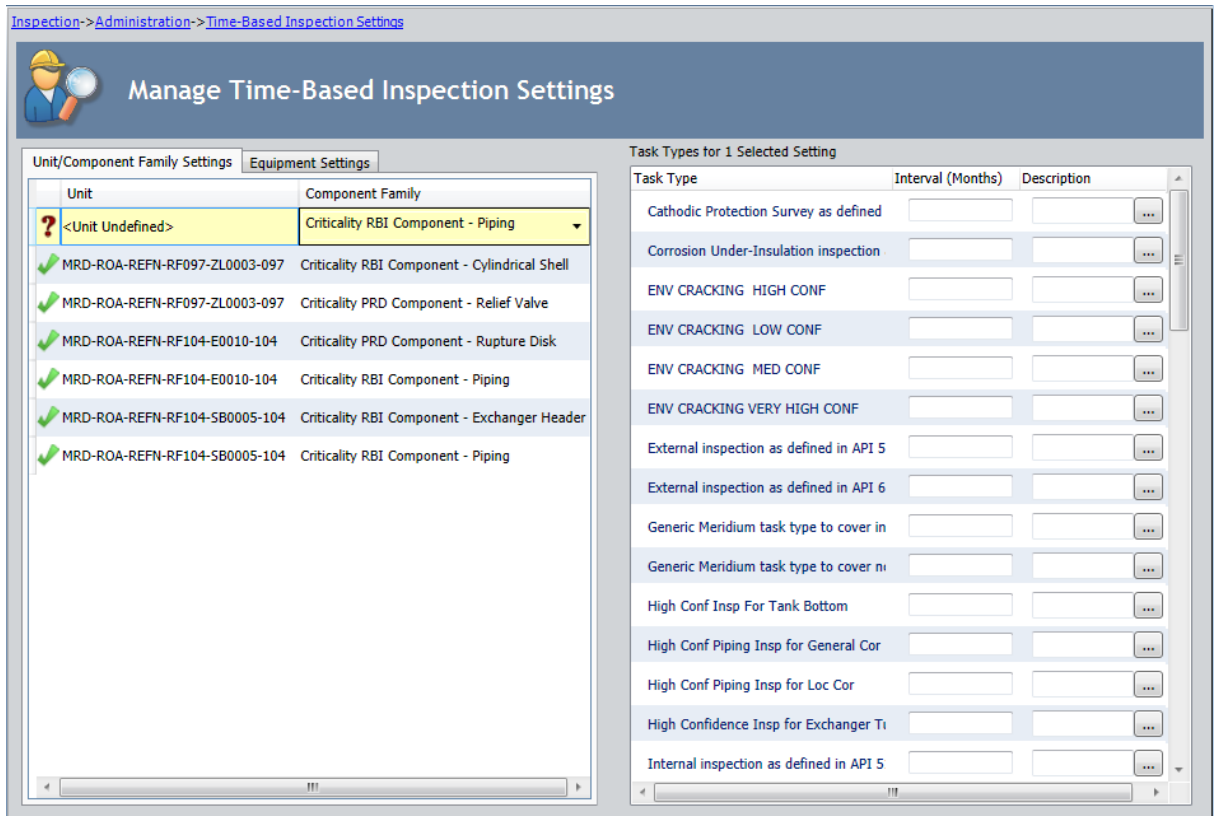 Inspection->Administration->Time-Based Inspection Settings
Manage Time-Based Inspection Settings
Unit/Component Family Settings Equipment Settings
Unit Component Family
? <Unit Undefined> Criticality RBI Component - Piping
MRD-ROA-REFN-RF097-ZL0003-097 Criticality RBI Component - Cylindrical Shell
MRD-ROA-REFN-RF097-ZL0003-097 Criticality PRD Component - Relief Valve
MRD-ROA-REFN-RF104-E0010-104 Criticality PRD Component - Rupture Disk
MRD-ROA-REFN-RF104-E0010-104 Criticality RBI Component - Piping
MRD-ROA-REFN-RF104-SB0005-104 Criticality RBI Component - Exchanger Header
MRD-ROA-REFN-RF104-SB0005-104 Criticality RBI Component - Piping
Task Types for 1 Selected Setting
Task Type Interval (Months) Description
Cathodic Protection Survey as defined ...
Corrosion Under-Insulation inspection ...
ENV CRACKING  HIGH CONF ...
ENV CRACKING  LOW CONF ...
ENV CRACKING  MED CONF ...
ENV CRACKING VERY HIGH CONF ...
External inspection as defined in API 5 ...
External inspection as defined in API 6 ...
Generic Meridium task type to cover in ...
Generic Meridium task type to cover ...
High Conf Insp For Tank Bottom ...
High Conf Piping Insp for General Cor ...
High Conf Piping Insp for Loc Cor ...
High Confidence Insp for Exchanger ...
Internal inspection as defined in API 5 ...